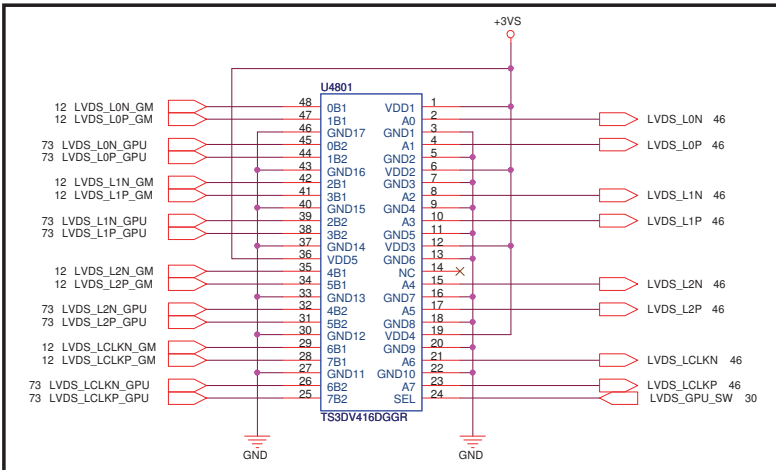 +3VS
U4801
12 LVDS_L0N_GM 48 0B1 VDD1 1
12 LVDS_L0P_GM 47 1B1 A0 2 LVDS_L0N 46
46 GND17 GND1 3
73 LVDS_L0N_GPU 45 0B2 A1 4 LVDS_L0P 46
73 LVDS_L0P_GPU 44 1B2 GND2 5
43 GND16 VDD2 6
12 LVDS_L1N_GM 42 2B1 GND3 7
12 LVDS_L1P_GM 41 3B1 A2 8 LVDS_L1N 46
40 GND15 GND4 9
73 LVDS_L1N_GPU 39 2B2 A3 10 LVDS_L1P 46
73 LVDS_L1P_GPU 38 3B2 GND5 11
37 GND14 VDD3 12
36 VDD5 GND6 13
12 LVDS_L2N_GM 35 4B1 NC 14
12 LVDS_L2P_GM 34 5B1 A4 15 LVDS_L2N 46
33 GND13 GND7 16
73 LVDS_L2N_GPU 32 4B2 A5 17 LVDS_L2P 46
73 LVDS_L2P_GPU 31 5B2 GND8 18
30 GND12 VDD4 19
12 LVDS_LCLKN_GM 29 6B1 GND9 20
12 LVDS_LCLKP_GM 28 7B1 A6 21 LVDS_LCLKN 46
27 GND11 GND10 22
73 LVDS_LCLKN_GPU 26 6B2 A7 23 LVDS_LCLKP 46
73 LVDS_LCLKP_GPU 25 7B2 SEL 24 LVDS_GPU_SW 30
TS3DV416DGGR
GND GND